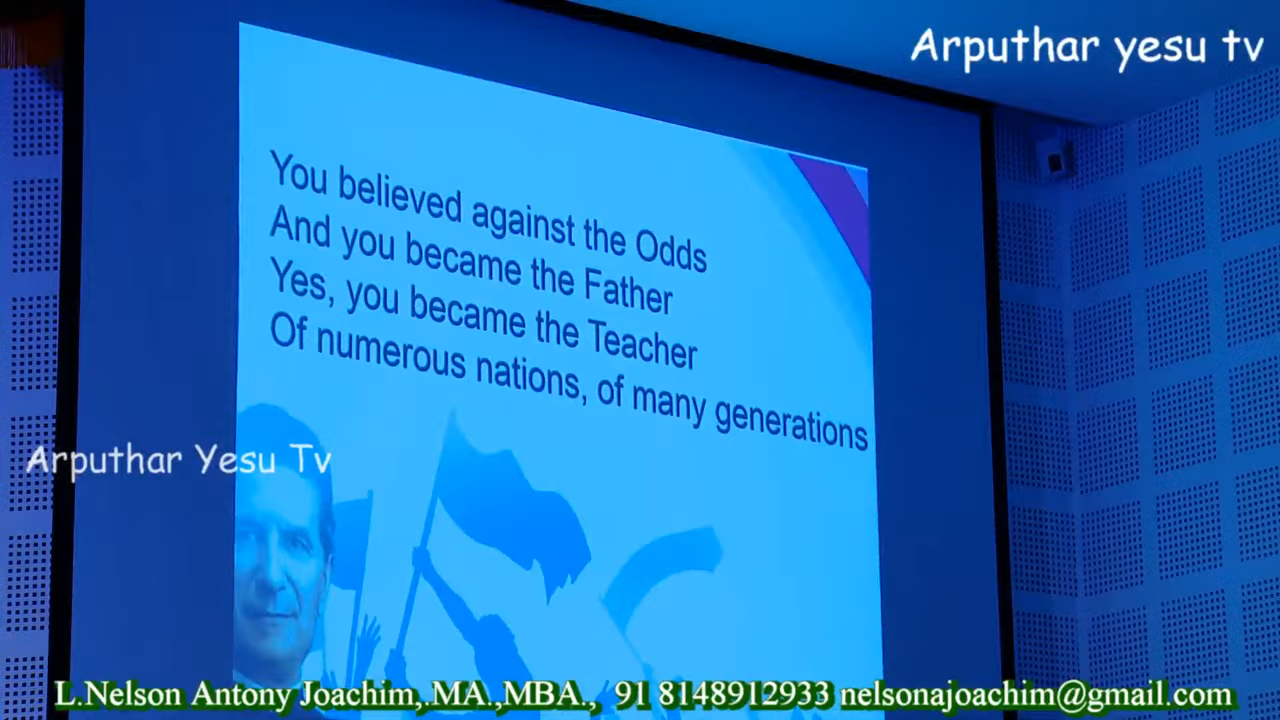 Arputhar yesu tv
You believed against the Odds
And you became the Father
Yes, you became the Teacher
Of numerous nations, of many generations
Arputhar Yesu Tv
L.Nelson Antony Joachim,.MA.,MBA., 91 8148912933 nelsonajoachim@gmail.com